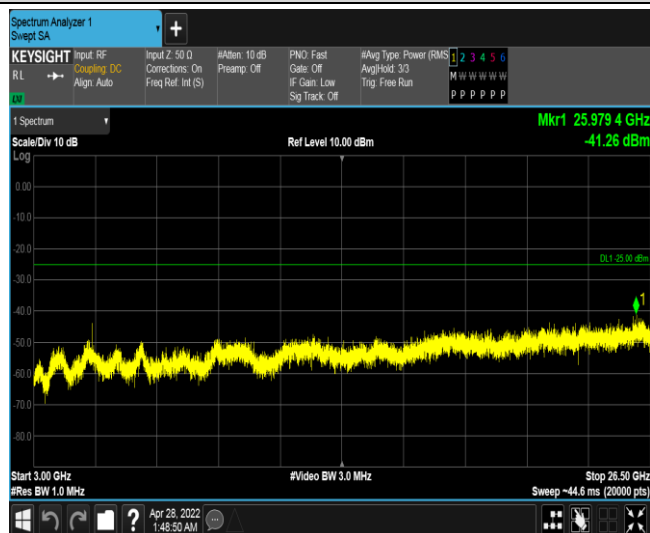 Spectrum Analyzer 1
Swept SA
KEYSIGHT
RL
Input: RF
Coupling: DC
Align: Auto
Input Z: 50 Ω
Corrections: On
Freq Ref: Int (S)
#Atten: 10 dB
Preamp: Off
PNO: Fast
Gate: Off
IF Gain: Low
Sig Track: Off
#Avg Type: Power (RMS
Avg|Hold: 3/3
Trig: Free Run
1 2 3 4 5 6
M W W W W W
P P P P P P
1 Spectrum
Scale/Div 10 dB
Ref Level 10.00 dBm
Mkr1 25.979 4 GHz
-41.26 dBm
Log
0.00
-10.0
DL1 -25.00 dBm
-30.0
1
-40.0
-50.0
-60.0
-70.0
-80.0
Start 3.00 GHz
#Video BW 3.0 MHz
Stop 26.50 GHz
#Res BW 1.0 MHz
Sweep ~44.6 ms (20000 pts)
?
Apr 28, 2022
1:48:50 AM